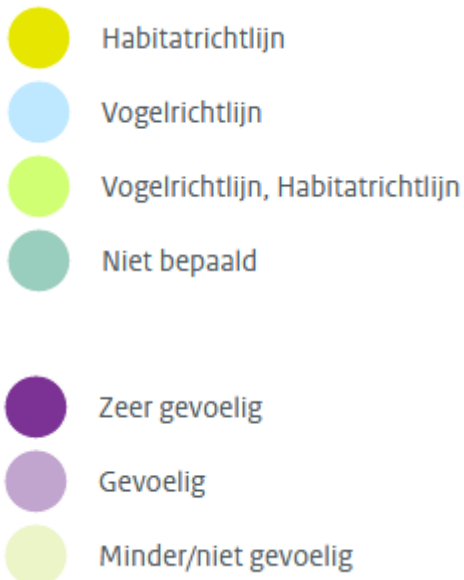 Habitatrichtlijn
Vogelrichtlijn
Vogelrichtlijn, Habitatrichtlijn
Niet bepaald
Zeer gevoelig
Gevoelig
Minder/niet gevoelig